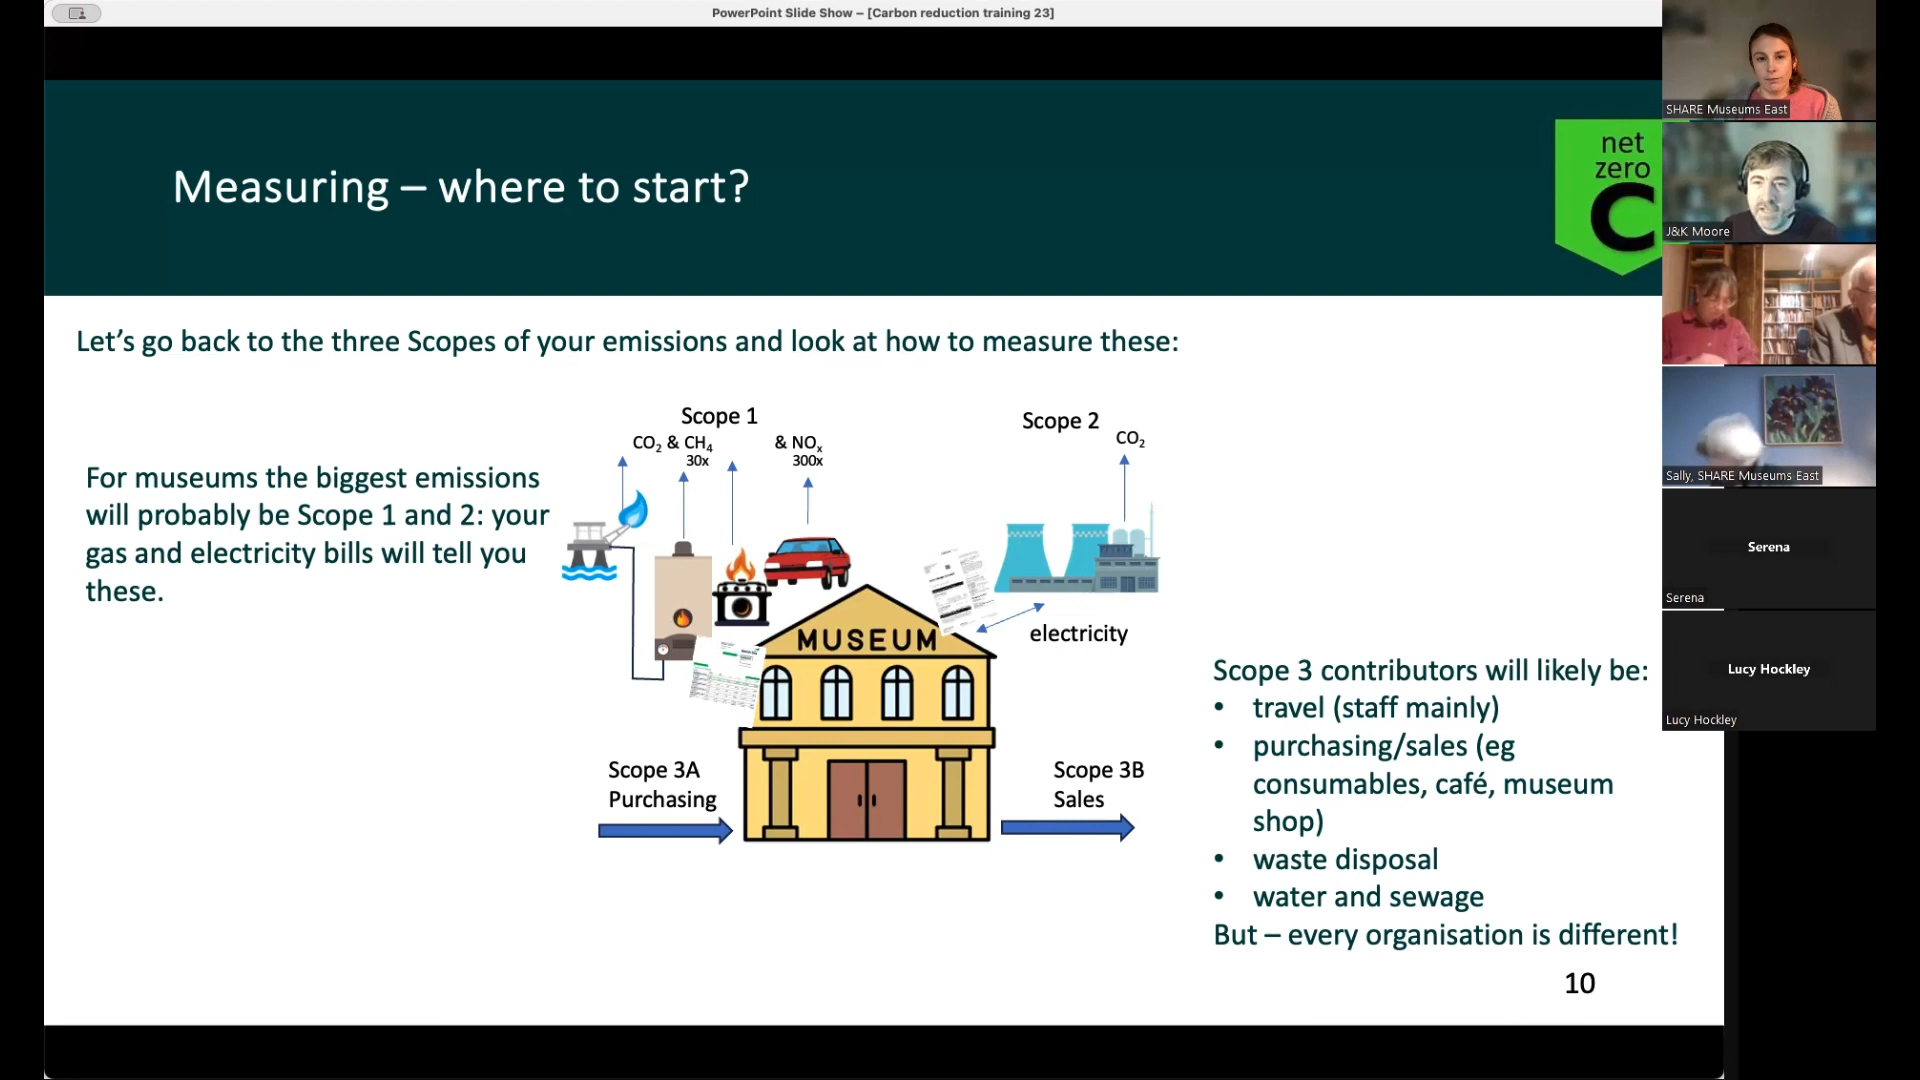 PowerPoint Slide Show – [Carbon reduction training 23]
Measuring – where to start?
net
zero
C
Let's go back to the three Scopes of your emissions and look at how to measure these:
For museums the biggest emissions
will probably be Scope 1 and 2: your
gas and electricity bills will tell you
these.
Scope 1
CO₂ & CH₄
30x
& NOₓ
300x
Scope 2
CO₂
electricity
MUSEUM
Scope 3A
Purchasing
Scope 3B
Sales
Scope 3 contributors will likely be:
• travel (staff mainly)
• purchasing/sales (eg
consumables, café, museum
shop)
• waste disposal
• water and sewage
But – every organisation is different!
10
SHARE Museums East
J&K Moore
Sally, SHARE Museums East
Serena
Serena
Lucy Hockley
Lucy Hockley